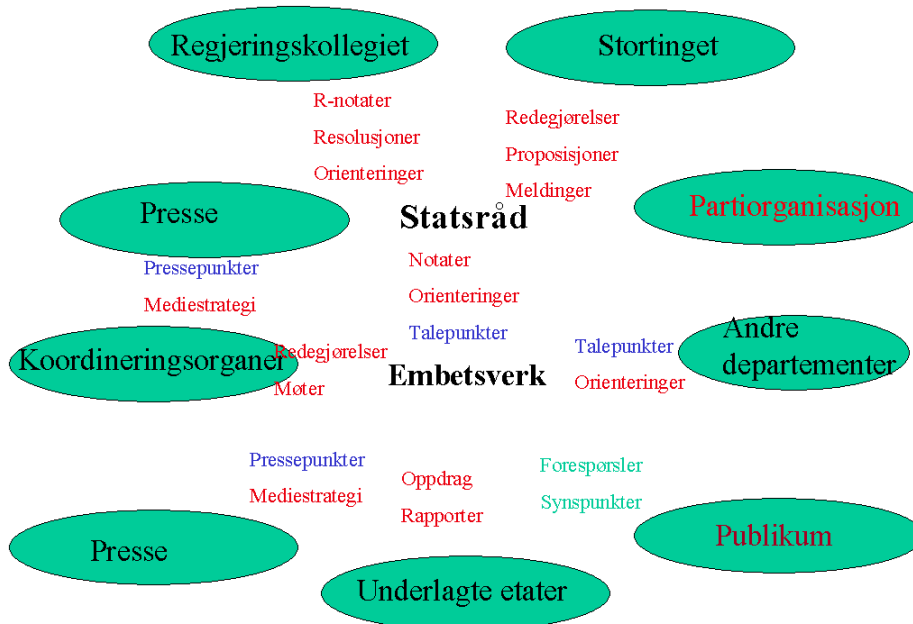 Regjeringskollegiet
Stortinget
R-notater
Resolusjoner
Orienteringer
Redegjørelser
Proposisjoner
Meldinger
Presse
Statsråd
Partiorganisasjon
Pressepunkter
Mediestrategi
Notater
Orienteringer
Talepunkter
Koordineringsorganer
Redegjørelser
Møter
Embetsverk
Talepunkter
Orienteringer
Andre
departementer
Pressepunkter
Mediestrategi
Oppdrag
Rapporter
Forespørsler
Synspunkter
Presse
Underlagte etater
Publikum